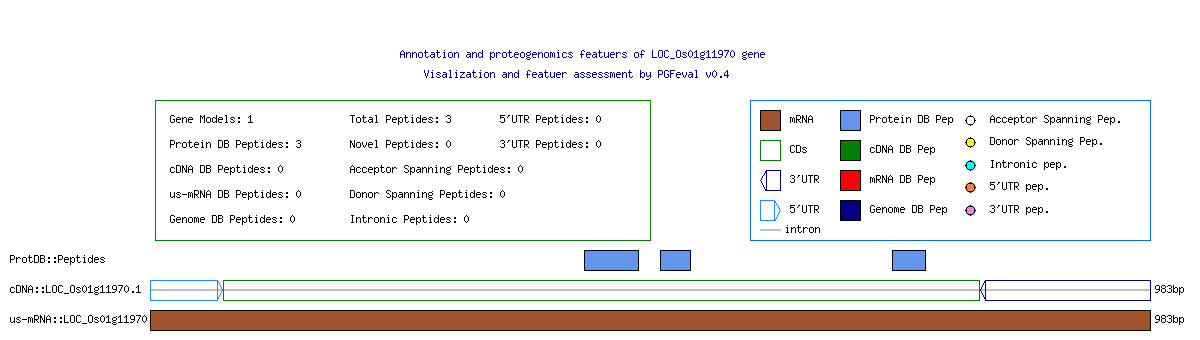 Annotation and proteogenomics featuers of LOC_Os01g11970 gene
Visalization and featuer assessment by PGFeval v0.4
Gene Models: 1 Total Peptides: 3 5'UTR Peptides: 0
Protein DB Peptides: 3 Novel Peptides: 0 3'UTR Peptides: 0
cDNA DB Peptides: 0 Acceptor Spanning Peptides: 0
us-mRNA DB Peptides: 0 Donor Spanning Peptides: 0
Genome DB Peptides: 0 Intronic Peptides: 0
mRNA Protein DB Pep Acceptor Spanning Pep.
CDs cDNA DB Pep Donor Spanning Pep.
3'UTR mRNA DB Pep Intronic pep.
5'UTR Genome DB Pep 5'UTR pep.
intron 3'UTR pep.
ProtDB::Peptides
cDNA::LOC_Os01g11970.1 983bp
us-mRNA::LOC_Os01g11970 983bp